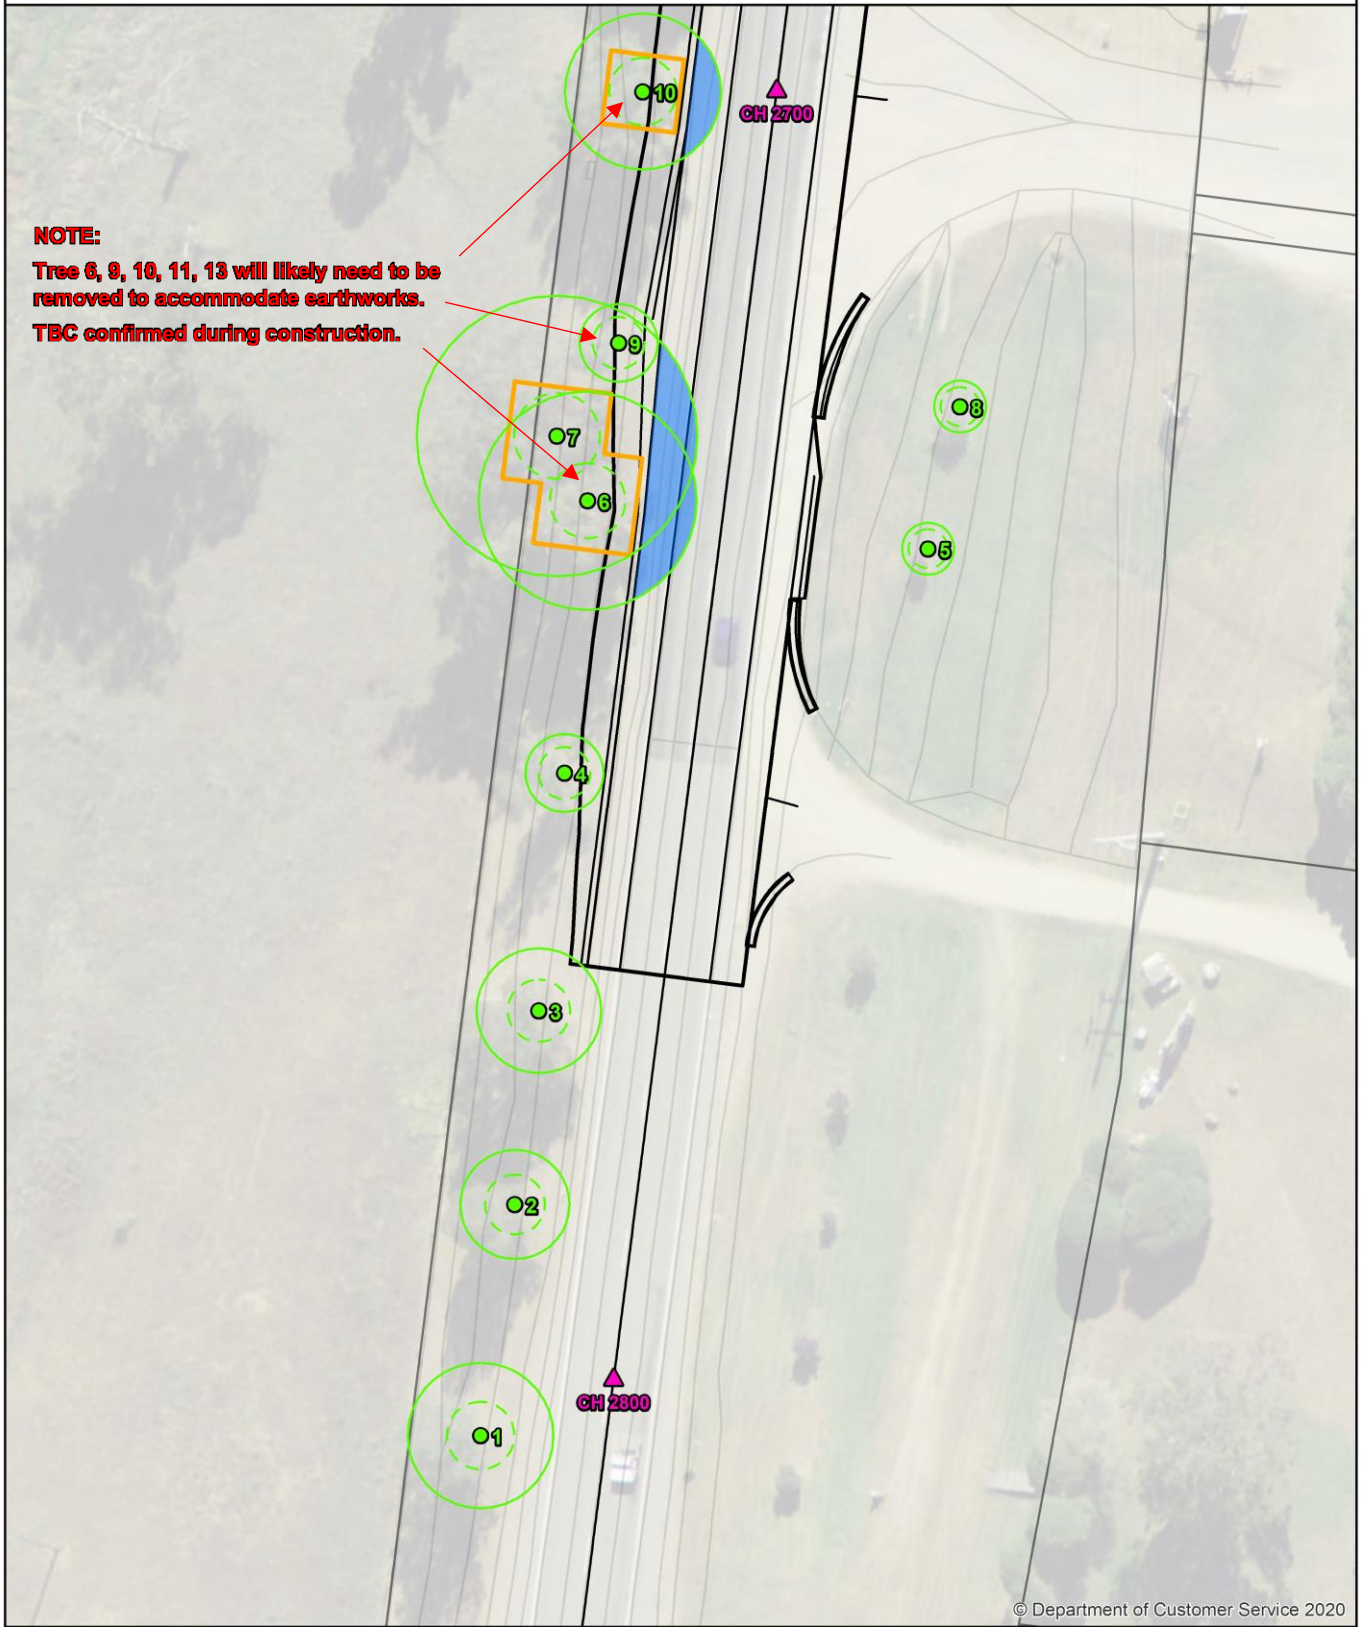 10
CH 2700
NOTE:
Tree 6, 9, 10, 11, 13 will likely need to be
removed to accommodate earthworks.
TBC confirmed during construction.
9
8
7
6
5
4
3
2
CH 2800
1
© Department of Customer Service 2020